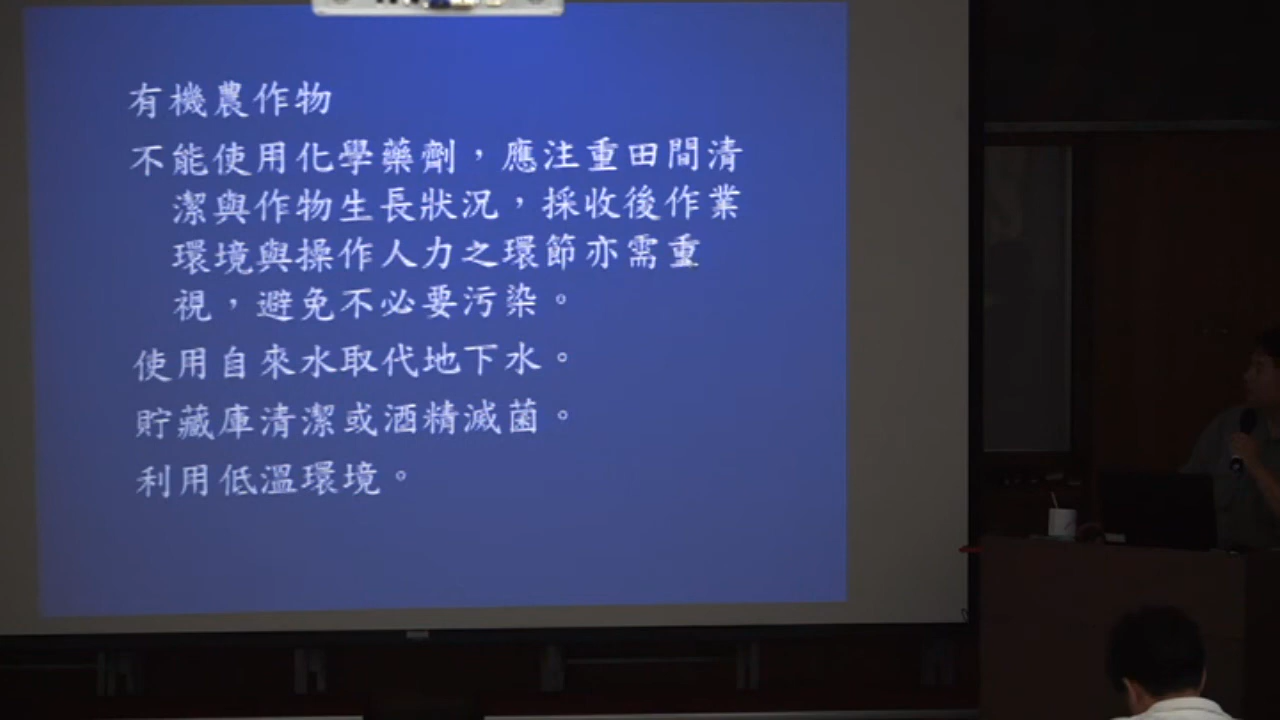 有機農作物
不能使用化學藥劑，應注重田間清
潔與作物生長狀況，採收後作業
環境與操作人力之環節亦需重
視，避免不必要污染。
使用自來水取代地下水。
貯藏庫清潔或酒精滅菌。
利用低溫環境。